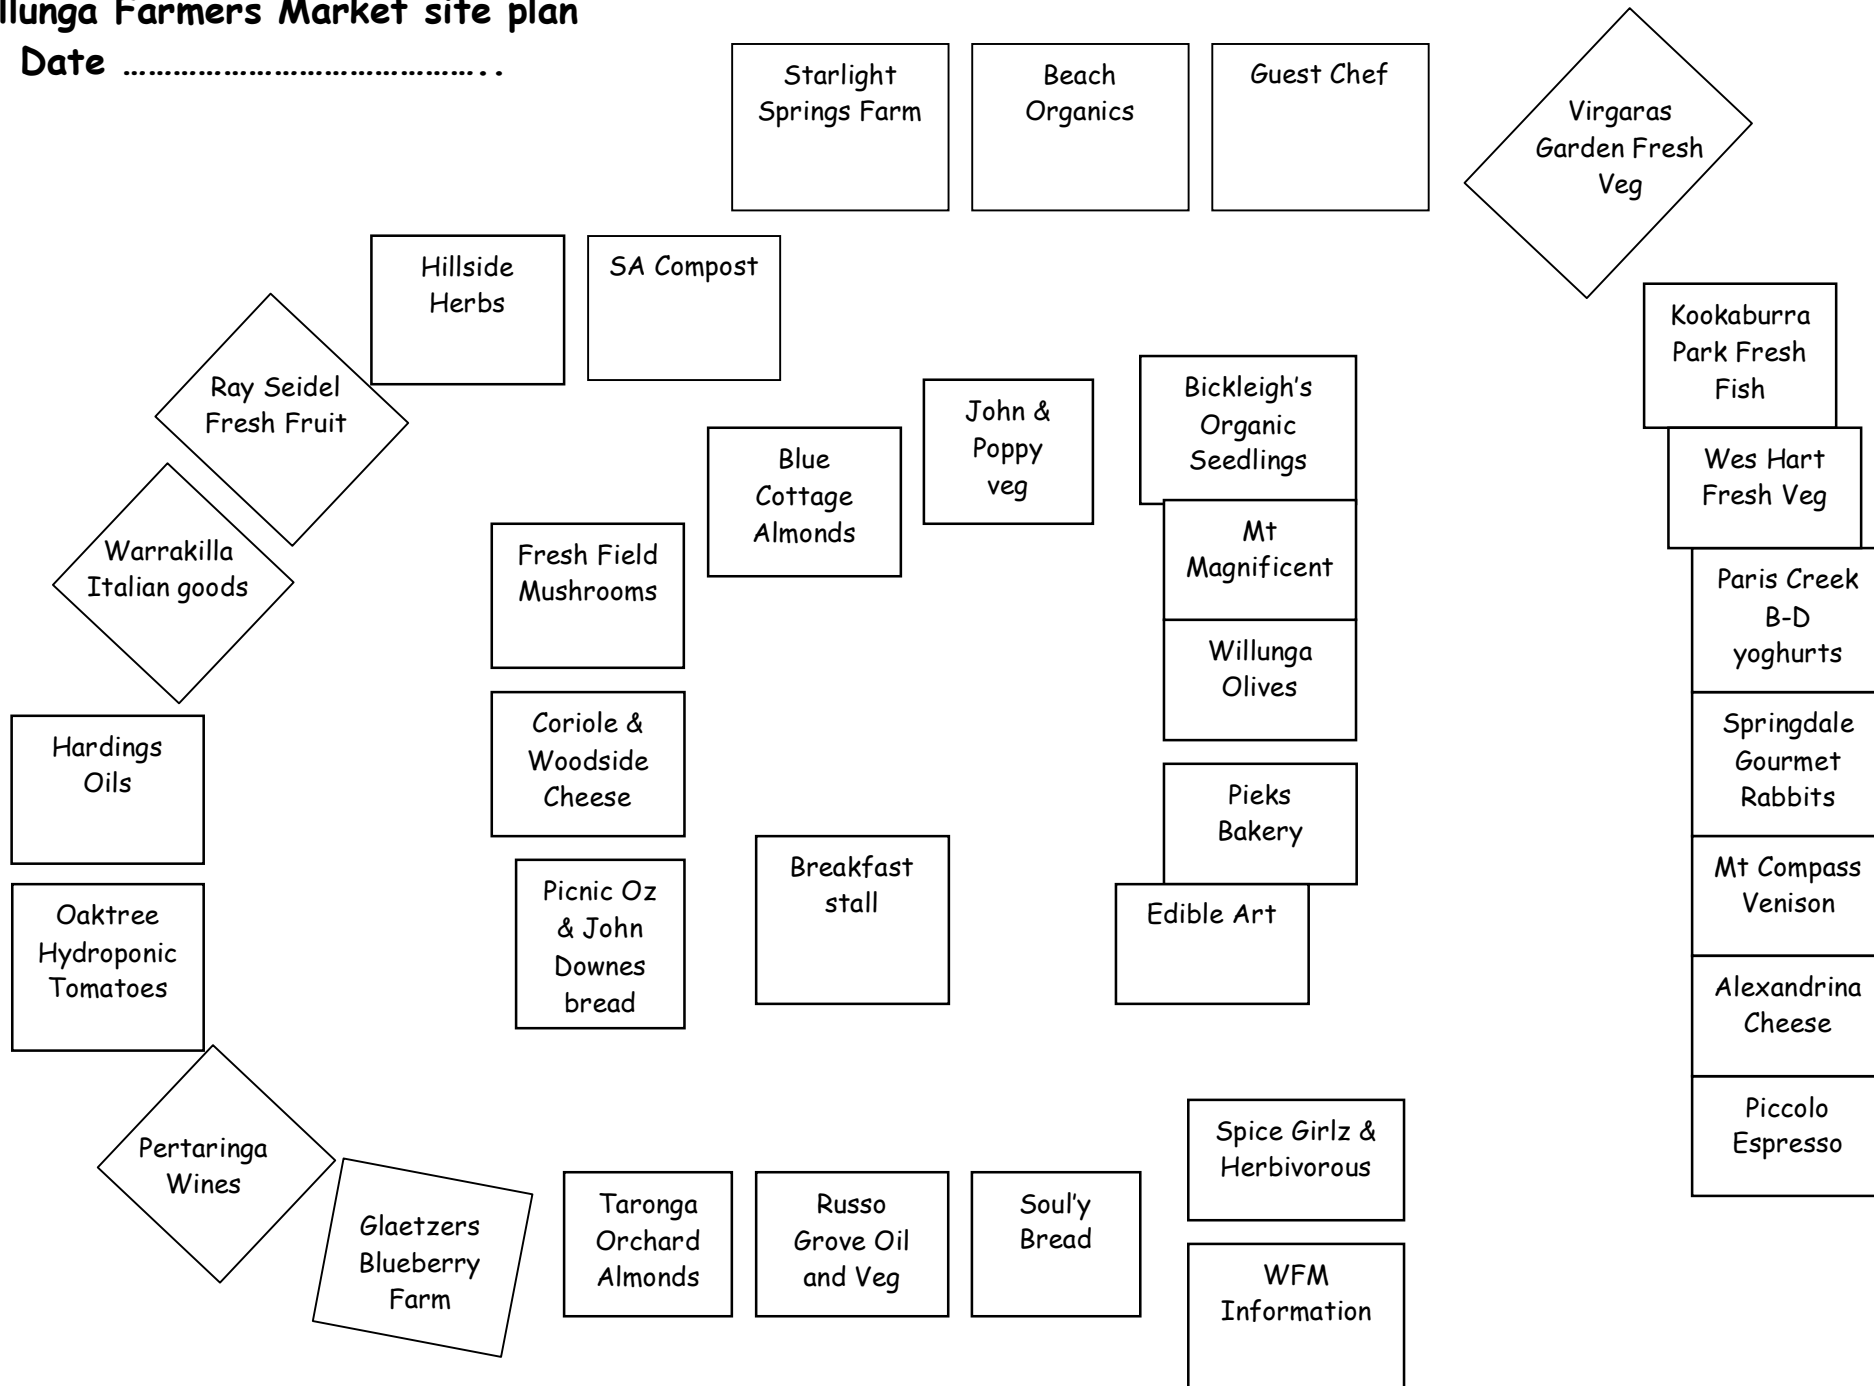 llunga Farmers Market site plan
Date ……………………………………..
Starlight
Springs Farm
Beach
Organics
Guest Chef
Virgaras
Garden Fresh
Veg
Hillside
Herbs
SA Compost
Kookaburra
Park Fresh
Fish
Ray Seidel
Fresh Fruit
John &
Poppy
veg
Bickleigh’s
Organic
Seedlings
Blue
Cottage
Almonds
Wes Hart
Fresh Veg
Warrakilla
Italian goods
Fresh Field
Mushrooms
Mt
Magnificent
Paris Creek
B-D
yoghurts
Willunga
Olives
Hardings
Oils
Coriole &
Woodside
Cheese
Springdale
Gourmet
Rabbits
Pieks
Bakery
Oaktree
Hydroponic
Tomatoes
Picnic Oz
& John
Downes
bread
Breakfast
stall
Edible Art
Mt Compass
Venison
Alexandrina
Cheese
Pertaringa
Wines
Spice Girlz &
Herbivorous
Piccolo
Espresso
Glaetzers
Blueberry
Farm
Taronga
Orchard
Almonds
Russo
Grove Oil
and Veg
Soul’y
Bread
WFM
Information